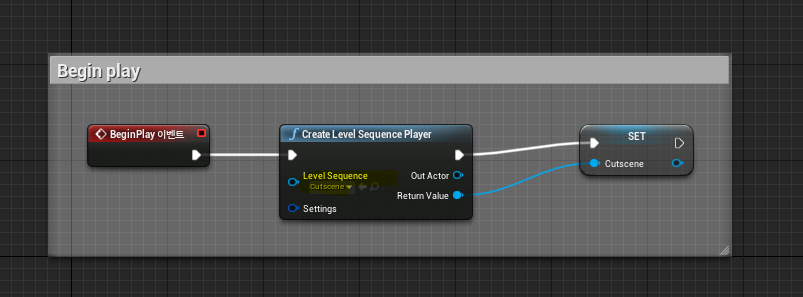 Begin play
BeginPlay 이벤트
f Create Level Sequence Player
Level Sequence
Cutscene
Out Actor
Return Value
Settings
SET
Cutscene